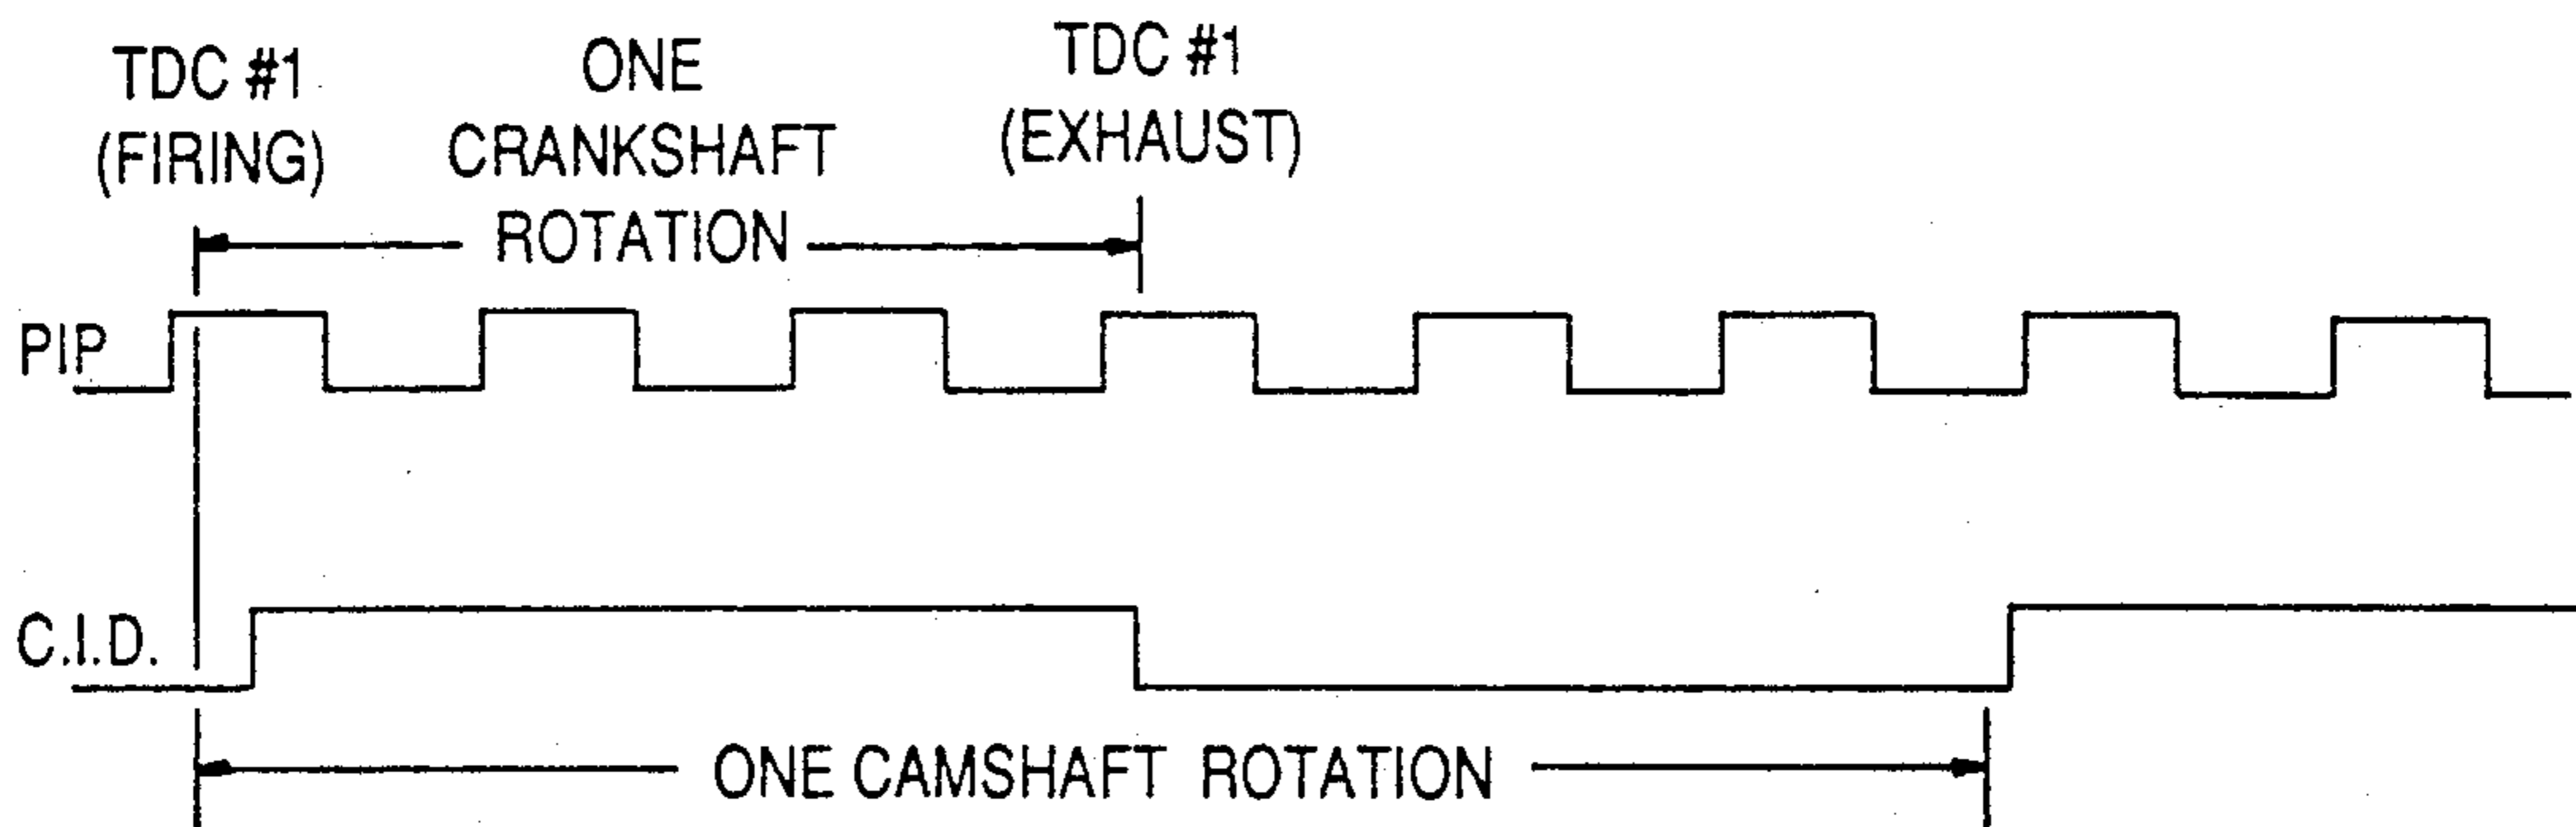 TDC #1
(FIRING)
ONE
CRANKSHAFT
ROTATION
TDC #1
(EXHAUST)
PIP
C.I.D.
ONE CAMSHAFT ROTATION